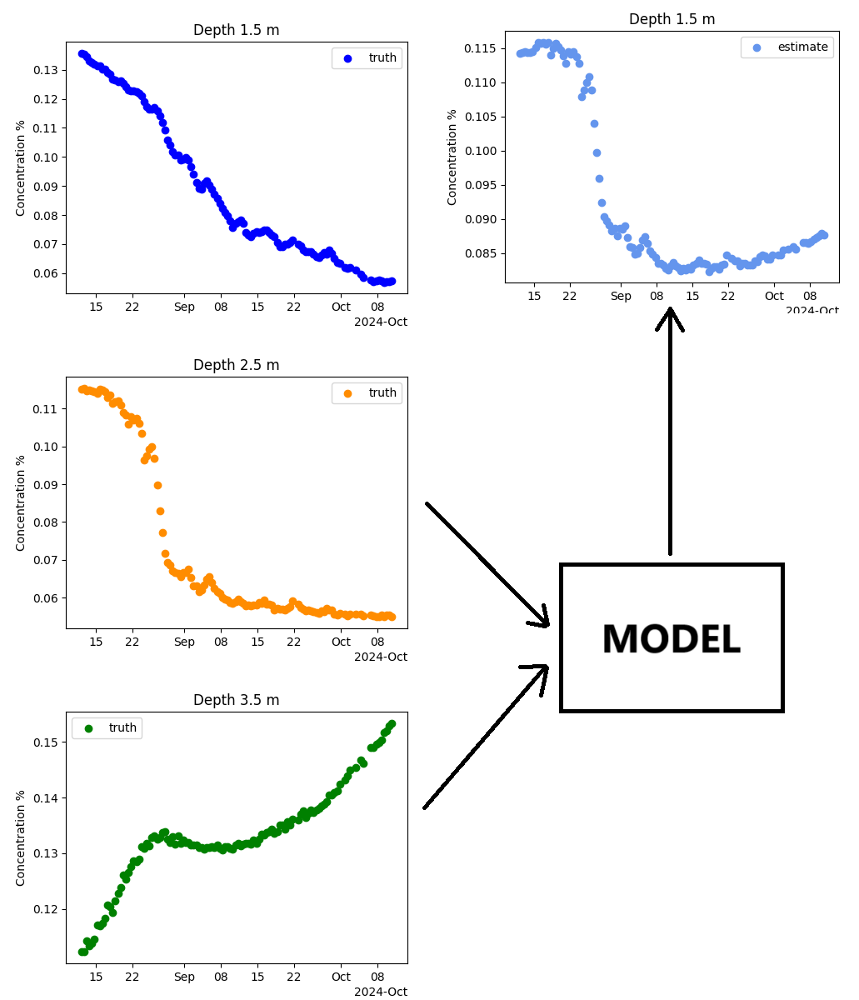 Depth 1.5 m
truth
Concentration %
0.13
0.12
0.11
0.10
0.09
0.08
0.07
0.06
15 22 Sep 08 15 22 Oct 08
2024-Oct
Depth 1.5 m
estimate
Concentration %
0.115
0.110
0.105
0.100
0.095
0.090
0.085
15 22 Sep 08 15 22 Oct 08
2024-Oct
Depth 2.5 m
truth
Concentration %
0.11
0.10
0.09
0.08
0.07
0.06
15 22 Sep 08 15 22 Oct 08
2024-Oct
MODEL
Depth 3.5 m
truth
Concentration %
0.15
0.14
0.13
0.12
15 22 Sep 08 15 22 Oct 08
2024-Oct